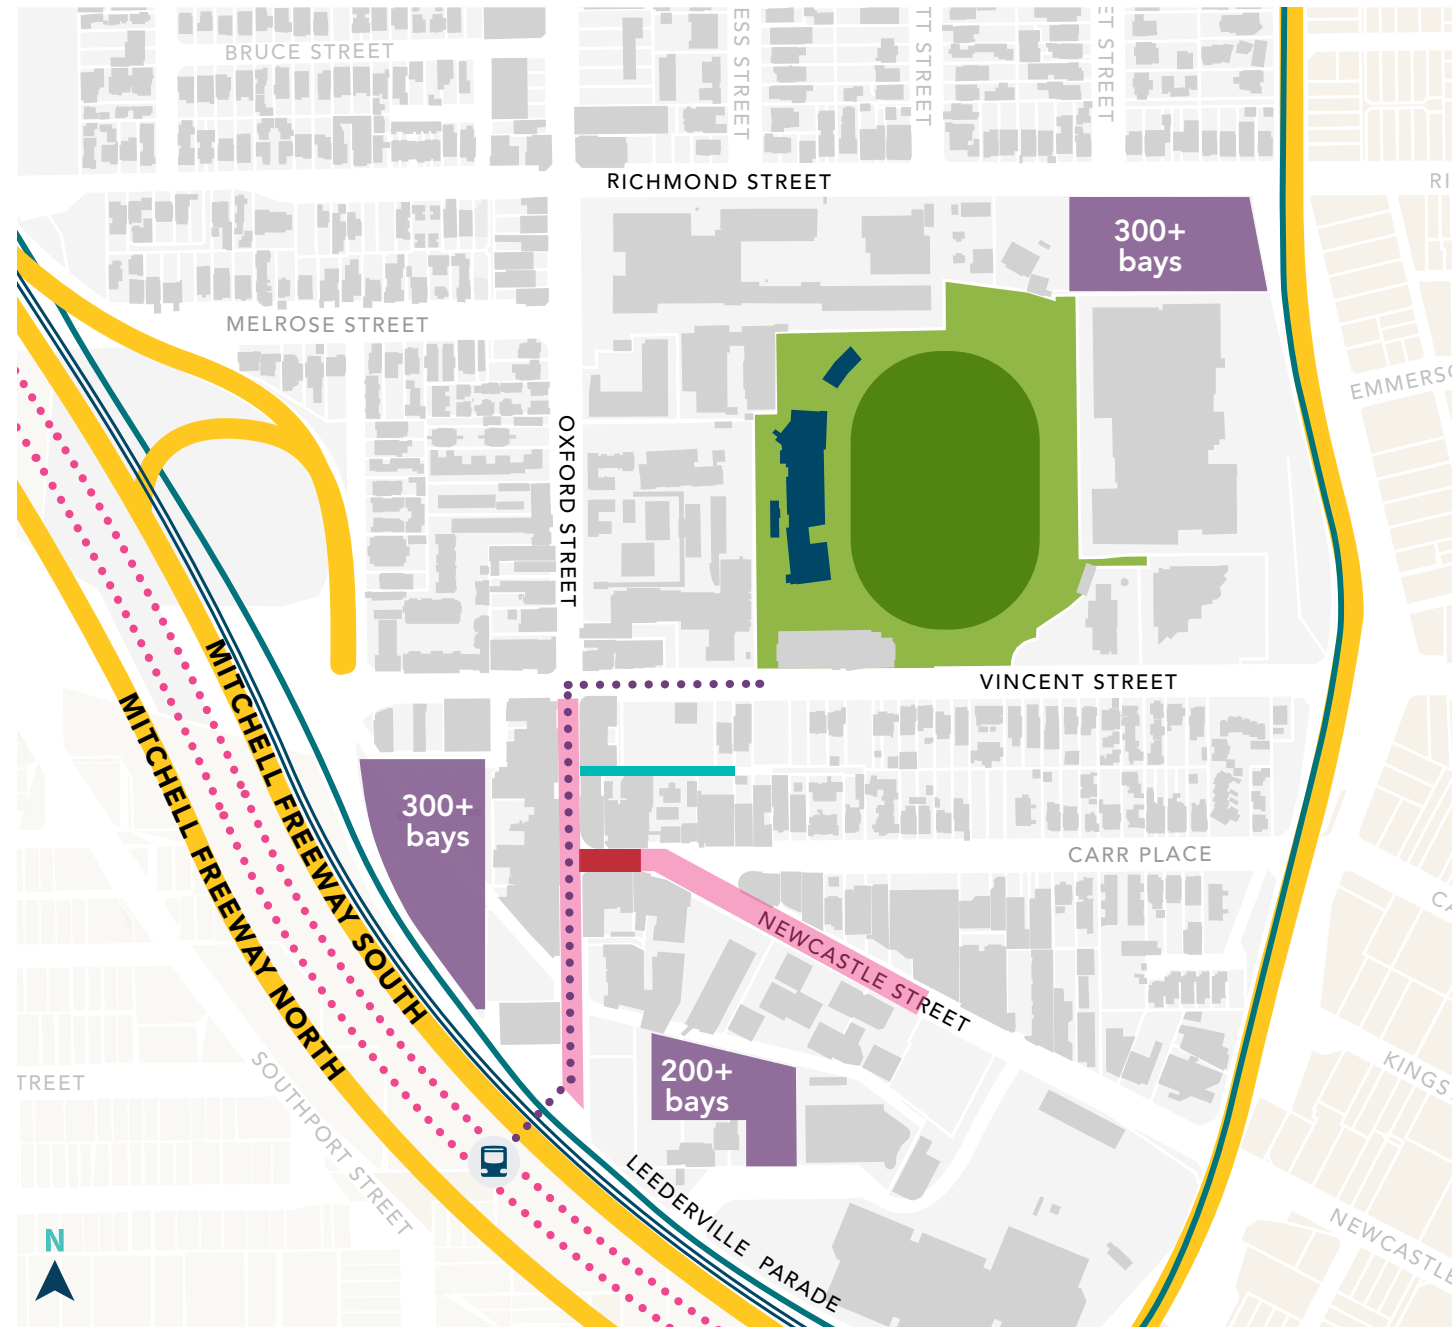 BRUCE STREET
ESS STREET
TT STREET
ET STREET
RICHMOND STREET
RI
300+
bays
MELROSE STREET
EMMERSO
OXFORD STREET
VINCENT STREET
MITCHELL FREEWAY SOUTH
MITCHELL FREEWAY NORTH
300+
bays
CARR PLACE
CA
NEWCASTLE STREET
200+
bays
KINGS
TREET
SOUTHPORT STREET
LEEDERVILLE PARADE
NEWCASTLE
N